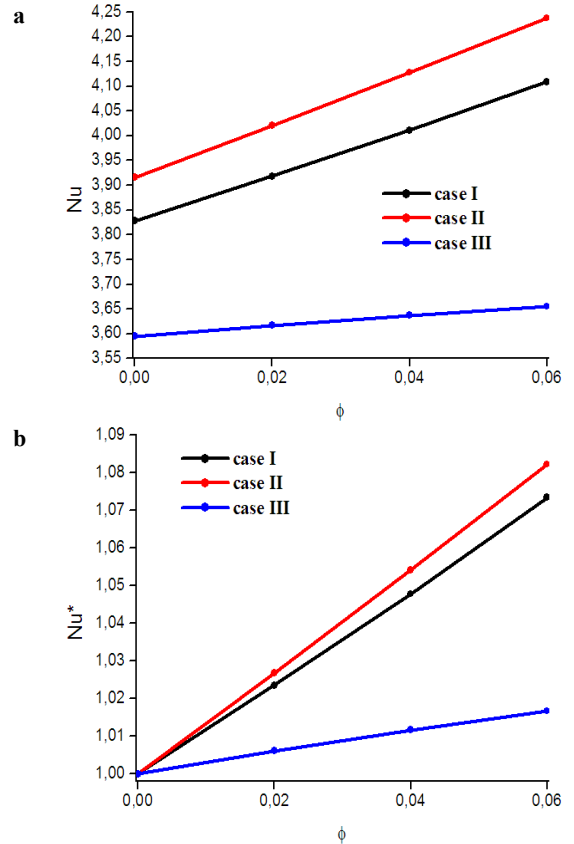 a
4,25
4,20
4,15
4,10
4,05
4,00
3,95
3,90
3,85
3,80
3,75
3,70
3,65
3,60
3,55
Nu
case I
case II
case III
0,00 0,02 0,04 0,06
ϕ
b
1,09
1,08
1,07
1,06
1,05
1,04
1,03
1,02
1,01
1,00
Nu*
case I
case II
case III
0,00 0,02 0,04 0,06
ϕ